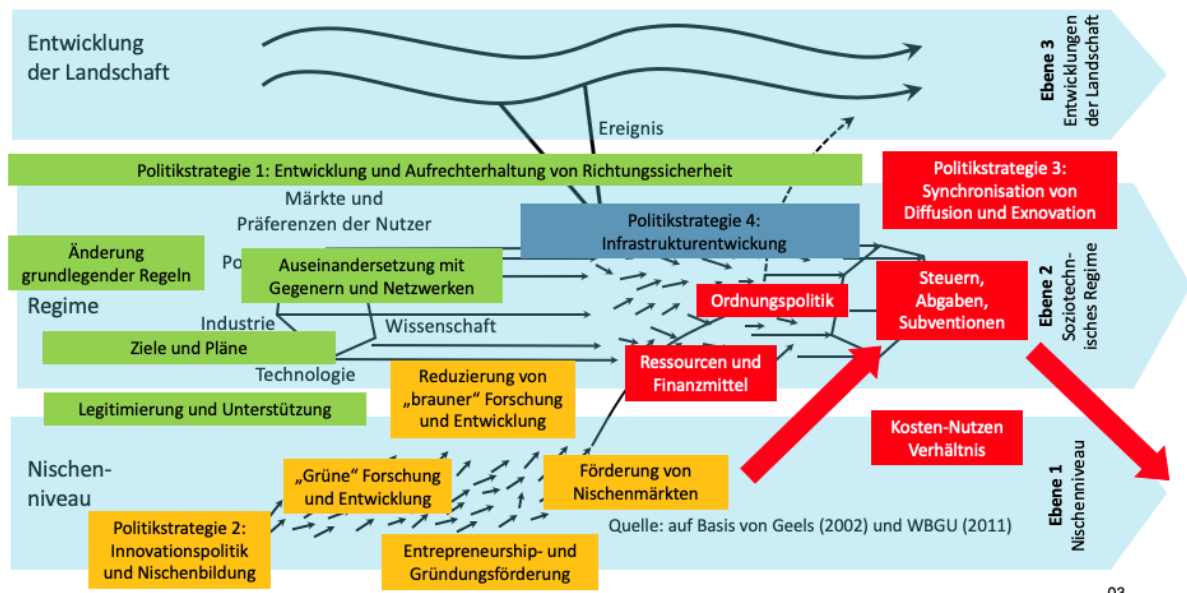 Entwicklung
der Landschaft
Ereignis
Ebene 3
Entwicklungen
der Landschaft
Politikstrategie 1: Entwicklung und Aufrechterhaltung von Richtungssicherheit
Politikstrategie 3:
Synchronisation von
Diffusion und Exnovation
Märkte und
Präferenzen der Nutzer
Politikstrategie 4:
Infrastrukturentwickung
Änderung
grundlegender Regeln
Auseinandersetzung mit
Gegenern und Netzwerken
Steuern,
Abgaben,
Subventionen
Ebene 2
Soziotechn-
isches Regime
Ordnungspolitik
Regime
Industrie
Wissenschaft
Ziele und Pläne
Technologie
Ressourcen und
Finanzmittel
Reduzierung von
„brauner“ Forschung
und Entwicklung
Legitimierung und Unterstützung
Kosten-Nutzen
Verhältnis
Nischen-
niveau
„Grüne“ Forschung
und Entwicklung
Förderung von
Nischenmärkten
Ebene 1
Nischenniveau
Politikstrategie 2:
Innovationspolitik
und Nischenbildung
Quelle: auf Basis von Geels (2002) und WBGU (2011)
Entrepreneurship- und
Gründungsförderung